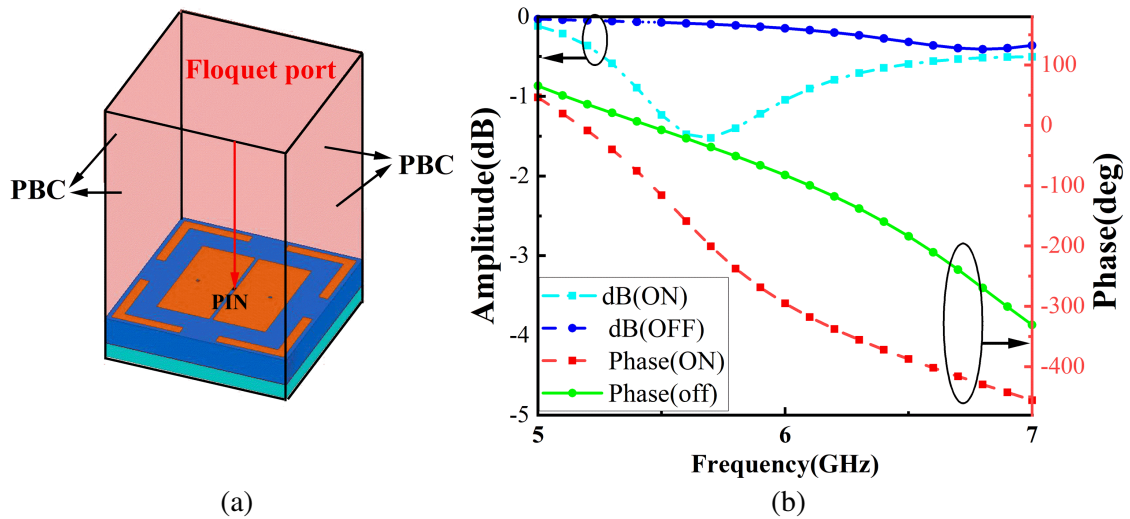 Floquet port
PBC
PBC
PIN
(a)
0
-1
-2
-3
-4
-5
Amplitude(dB)
dB(ON)
dB(OFF)
Phase(ON)
Phase(off)
100
0
-100
-200
-300
-400
Phase(deg)
5
6
7
Frequency(GHz)
(b)